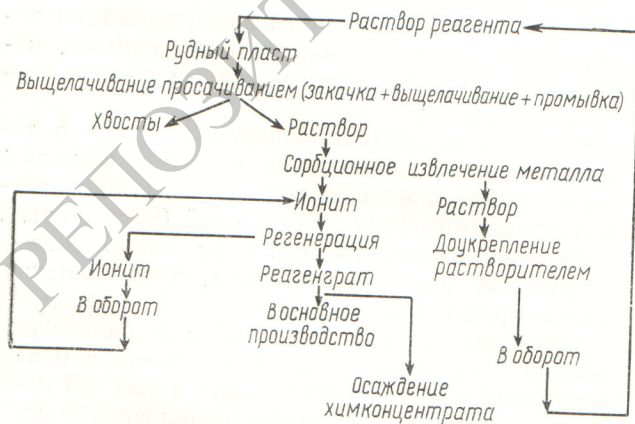 Раствор реагента
Рудный пласт
Выщелачивание просачиванием (закачка + выщелачивание + промывка)
Хвосты
Раствор
Сорбционное извлечение металла
Ионит
Раствор
Регенерация
Доукрепление
растворителем
Ионит
Реагенграт
В оборот
В основное
производство
В оборот
Осаждение
химконцентрата
РЕПОЗИТ